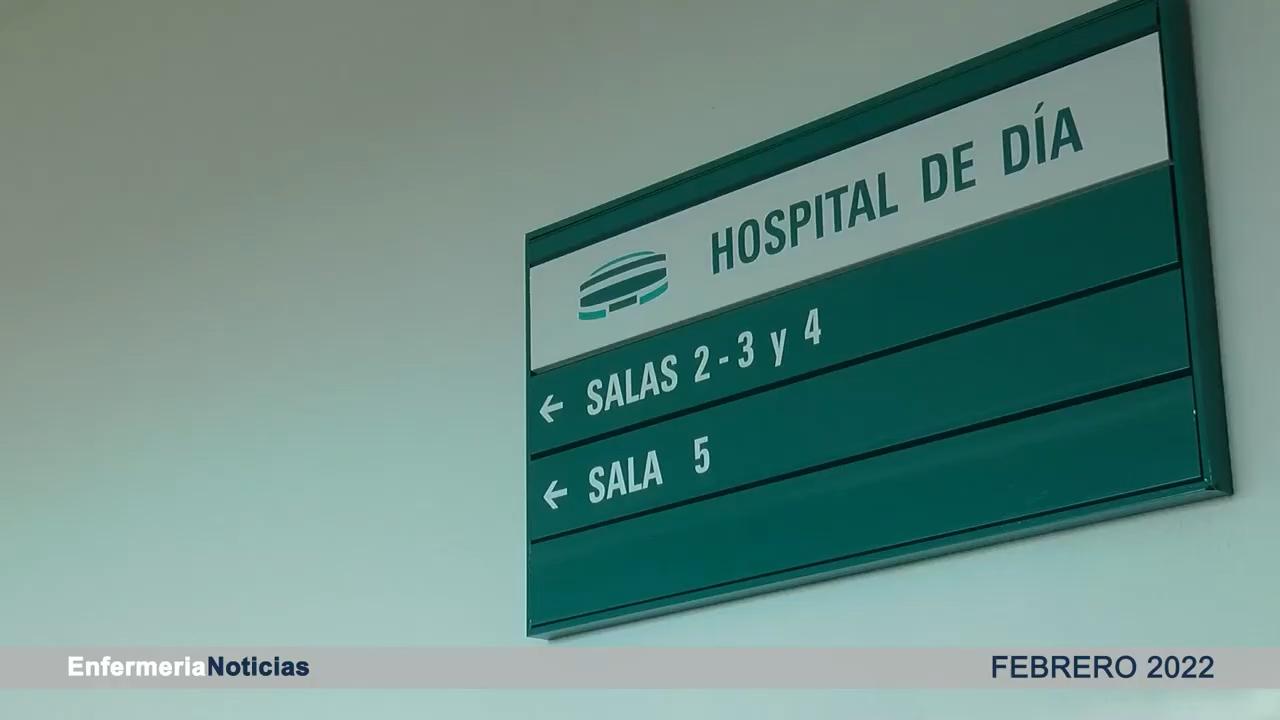 HOSPITAL DE DÍA
← SALAS 2-3 y 4
← SALA 5
EnfermeriaNoticias
FEBRERO 2022